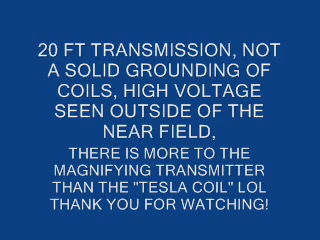 20 FT TRANSMISSION, NOT
A SOLID GROUNDING OF
COILS, HIGH VOLTAGE
SEEN OUTSIDE OF THE
NEAR FIELD,
THERE IS MORE TO THE
MAGNIFYING TRANSMITTER
THAN THE "TESLA COIL" LOL
THANK YOU FOR WATCHING!